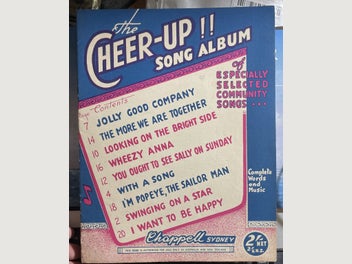 the
CHEER-UP!!
SONG ALBUM
of
ESPECIALLY
SELECTED
COMMUNITY
SONGS...
Page Contents
7 JOLLY GOOD COMPANY
14 THE MORE WE ARE TOGETHER
10 LOOKING ON THE BRIGHT SIDE
16 WHEEZY ANNA
12 YOU OUGHT TO SEE SALLY ON SUNDAY
4 WITH A SONG
18 I'M POPEYE, THE SAILOR MAN
2 SWINGING ON A STAR
20 I WANT TO BE HAPPY
Complete
Words
and
Music
Chappell SYDNEY
2/- NET